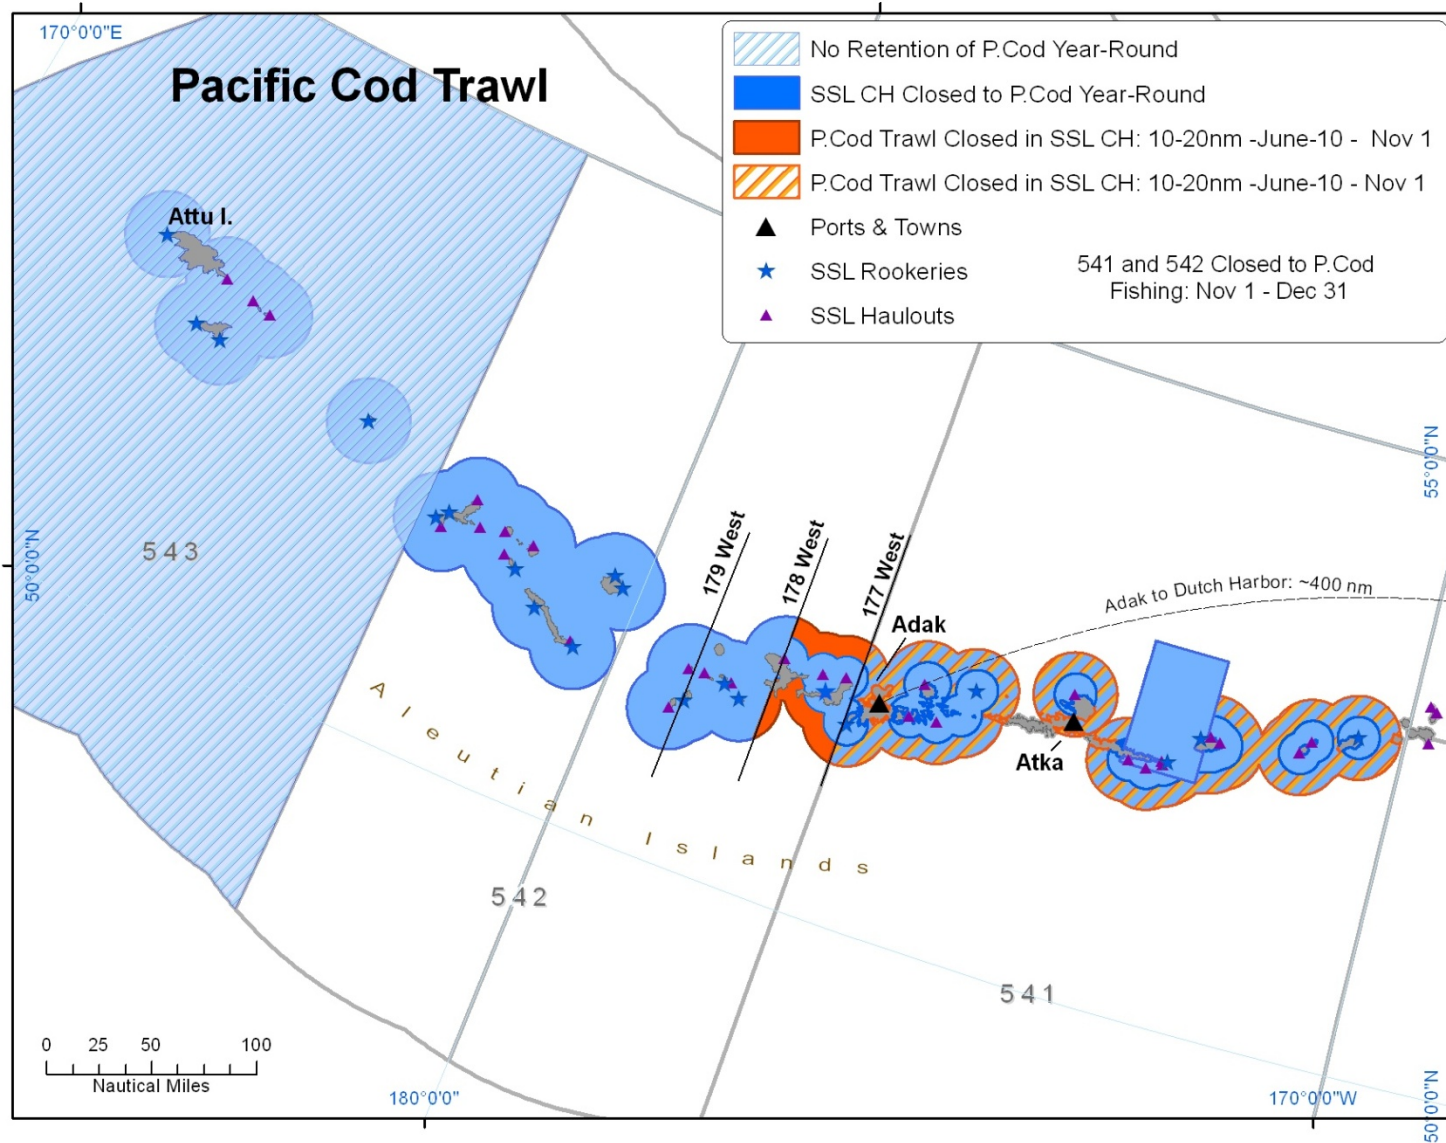 170°0'0"E
Pacific Cod Trawl
No Retention of P.Cod Year-Round
SSL CH Closed to P.Cod Year-Round
P.Cod Trawl Closed in SSL CH: 10-20nm -June-10 - Nov 1
P.Cod Trawl Closed in SSL CH: 10-20nm -June-10 - Nov 1
Ports & Towns
SSL Rookeries
SSL Haulouts
541 and 542 Closed to P.Cod
Fishing: Nov 1 - Dec 31
Attu I.
55°0'0"N
50°0'0"N
543
179 West
178 West
177 West
Adak to Dutch Harbor: ~400 nm
Adak
Atka
Aleutian Islands
542
541
0 25 50 100
Nautical Miles
180°0'0"
170°0'0"W
50°0'0"N